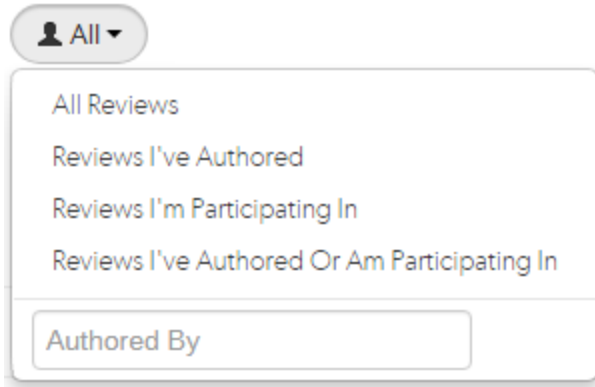 All
All Reviews
Reviews I've Authored
Reviews I'm Participating In
Reviews I've Authored Or Am Participating In
Authored By